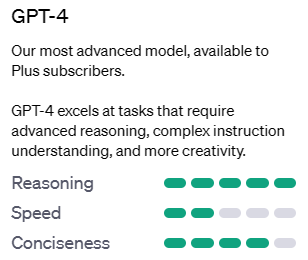 GPT-4
Our most advanced model, available to
Plus subscribers.
GPT-4 excels at tasks that require
advanced reasoning, complex instruction
understanding, and more creativity.
Reasoning
Speed
Conciseness